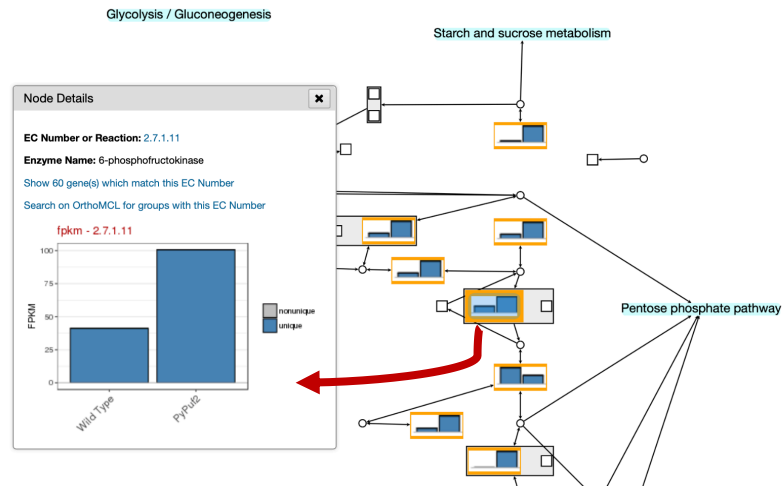 Glycolysis / Gluconeogenesis
Starch and sucrose metabolism
Node Details
✖
EC Number or Reaction: 2.7.1.11
Enzyme Name: 6-phosphofructokinase
Show 60 gene(s) which match this EC Number
Search on OrthoMCL for groups with this EC Number
fpkm - 2.7.1.11
100
75
50
25
0
FPKM
nonunique
unique
Wild Type
PyPuf2
Pentose phosphate pathway